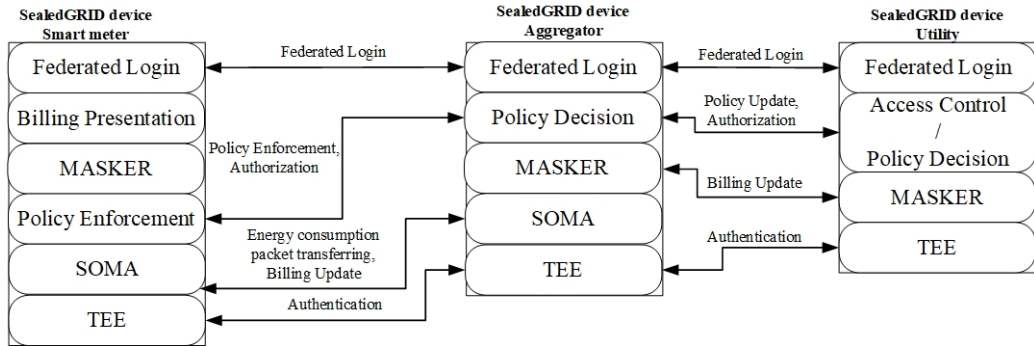 SealedGRID device
Smart meter
Federated Login
Billing Presentation
MASKER
Policy Enforcement
SOMA
TEE
Federated Login
Policy Enforcement,
Authorization
Energy consumption
packet transferring,
Billing Update
Authentication
SealedGRID device
Aggregator
Federated Login
Policy Decision
MASKER
SOMA
TEE
Federated Login
Policy Update,
Authorization
Billing Update
Authentication
SealedGRID device
Utility
Federated Login
Access Control
/
Policy Decision
MASKER
TEE